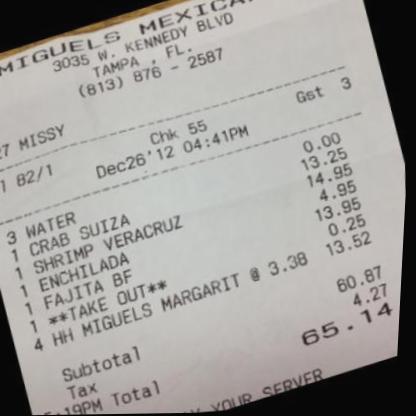 MIGUELS MEXICA
3035 W. KENNEDY BLVD
TAMPA , FL.
(813) 876 - 2587
27 MISSY
1 82/1 Chk 55 Gst 3
Dec26'12 04:41PM
3 WATER 0.00
1 CRAB SUIZA 13.25
1 SHRIMP VERACRUZ 14.95
1 ENCHILADA 4.95
1 FAJITA BF 13.95
1 **TAKE OUT** 0.25
4 HH MIGUELS MARGARIT @ 3.38 13.52
Subtotal 60.87
Tax 4.27
:19PM Total 65.14
YOUR SERVER